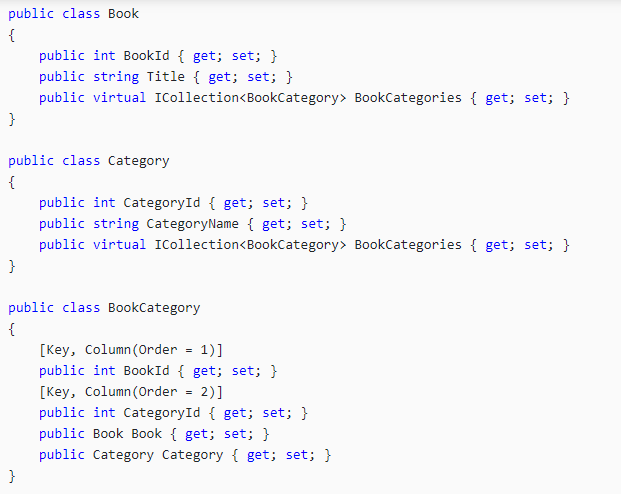 public class Book
{
    public int BookId { get; set; }
    public string Title { get; set; }
    public virtual ICollection<BookCategory> BookCategories { get; set; }
}

public class Category
{
    public int CategoryId { get; set; }
    public string CategoryName { get; set; }
    public virtual ICollection<BookCategory> BookCategories { get; set; }
}

public class BookCategory
{
    [Key, Column(Order = 1)]
    public int BookId { get; set; }
    [Key, Column(Order = 2)]
    public int CategoryId { get; set; }
    public Book Book { get; set; }
    public Category Category { get; set; }
}